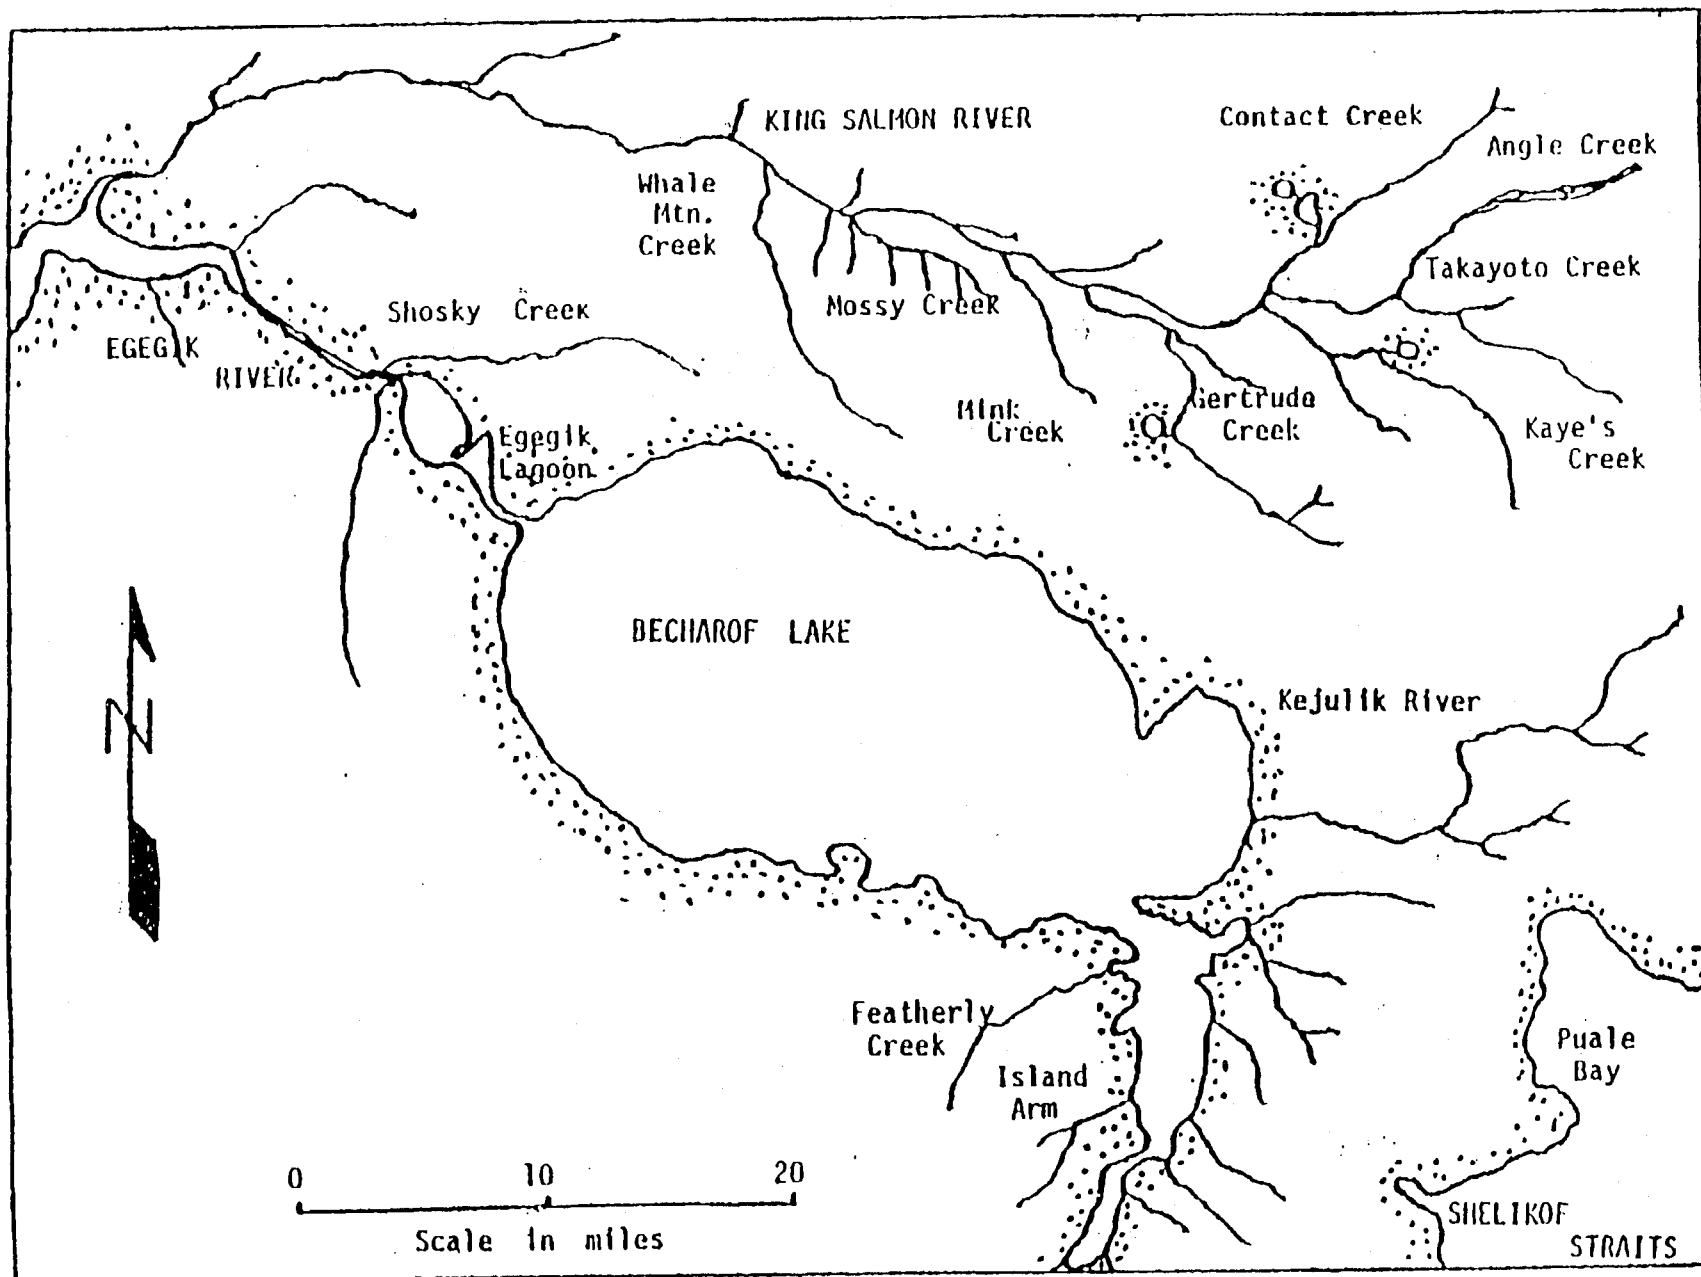 KING SALMON RIVER
Contact Creek
Angle Creek
Whale
Mtn.
Creek
Takayoto Creek
Mossy Creek
Shosky Creek
EGEGIK
RIVER
Mink
Creek
Gertrude
Creek
Kaye's
Creek
Egegik
Lagoon
BECHAROF LAKE
N
Kejulik River
Featherly
Creek
Island
Arm
Puale
Bay
0 10 20
Scale in miles
SHELIKOF
STRAITS